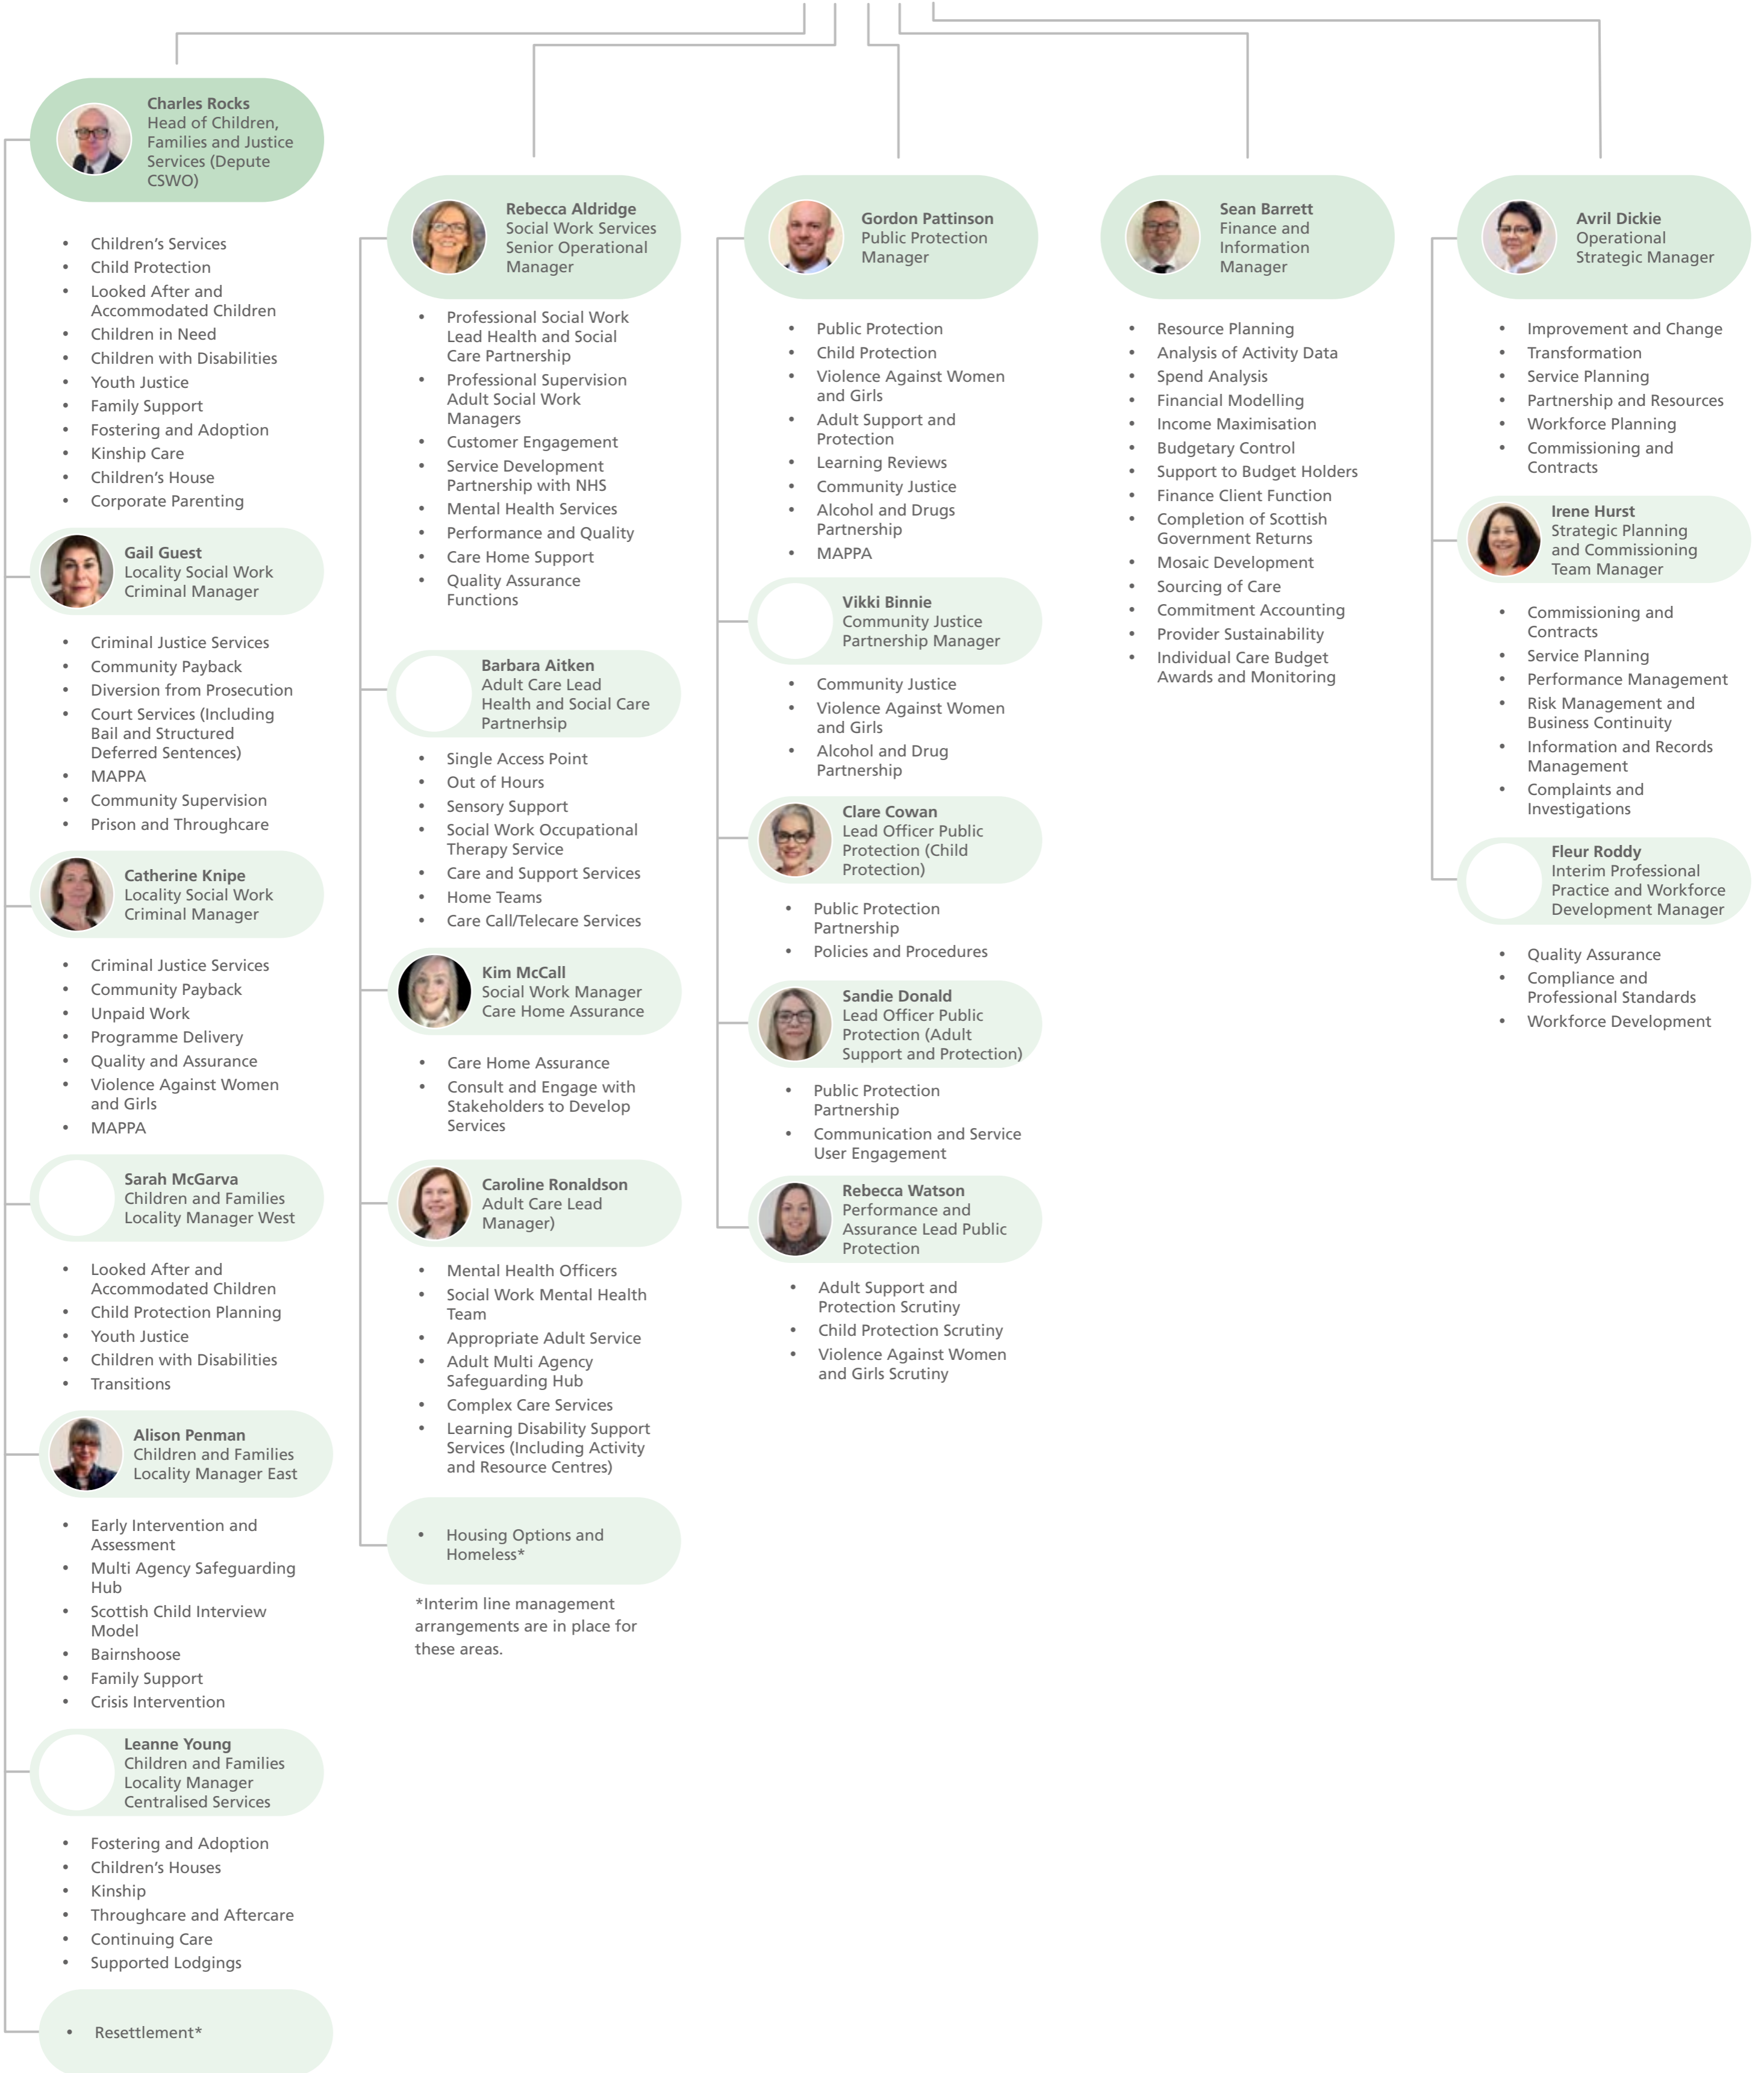 Charles Rocks
Head of Children,
Families and Justice
Services (Depute
CSWO)
• Children’s Services
• Child Protection
• Looked After and
Accommodated Children
• Children in Need
• Children with Disabilities
• Youth Justice
• Family Support
• Fostering and Adoption
• Kinship Care
• Children’s House
• Corporate Parenting
Gail Guest
Locality Social Work
Criminal Manager
• Criminal Justice Services
• Community Payback
• Diversion from Prosecution
• Court Services (Including
Bail and Structured
Deferred Sentences)
• MAPPA
• Community Supervision
• Prison and Throughcare
Catherine Knipe
Locality Social Work
Criminal Manager
• Criminal Justice Services
• Community Payback
• Unpaid Work
• Programme Delivery
• Quality and Assurance
• Violence Against Women
and Girls
• MAPPA
Sarah McGarva
Children and Families
Locality Manager West
• Looked After and
Accommodated Children
• Child Protection Planning
• Youth Justice
• Children with Disabilities
• Transitions
Alison Penman
Children and Families
Locality Manager East
• Early Intervention and
Assessment
• Multi Agency Safeguarding
Hub
• Scottish Child Interview
Model
• Bairnshoose
• Family Support
• Crisis Intervention
Leanne Young
Children and Families
Locality Manager
Centralised Services
• Fostering and Adoption
• Children’s Houses
• Kinship
• Throughcare and Aftercare
• Continuing Care
• Supported Lodgings
• Resettlement*
Rebecca Aldridge
Social Work Services
Senior Operational
Manager
• Professional Social Work
Lead Health and Social
Care Partnership
• Professional Supervision
Adult Social Work
Managers
• Customer Engagement
• Service Development
Partnership with NHS
• Mental Health Services
• Performance and Quality
• Care Home Support
• Quality Assurance
Functions
Barbara Aitken
Adult Care Lead
Health and Social Care
Partnerhsip
• Single Access Point
• Out of Hours
• Sensory Support
• Social Work Occupational
Therapy Service
• Care and Support Services
• Home Teams
• Care Call/Telecare Services
Kim McCall
Social Work Manager
Care Home Assurance
• Care Home Assurance
• Consult and Engage with
Stakeholders to Develop
Services
Caroline Ronaldson
Adult Care Lead
Manager)
• Mental Health Officers
• Social Work Mental Health
Team
• Appropriate Adult Service
• Adult Multi Agency
Safeguarding Hub
• Complex Care Services
• Learning Disability Support
Services (Including Activity
and Resource Centres)
• Housing Options and
Homeless*
*Interim line management
arrangements are in place for
these areas.
Gordon Pattinson
Public Protection
Manager
• Public Protection
• Child Protection
• Violence Against Women
and Girls
• Adult Support and
Protection
• Learning Reviews
• Community Justice
• Alcohol and Drugs
Partnership
• MAPPA
Vikki Binnie
Community Justice
Partnership Manager
• Community Justice
• Violence Against Women
and Girls
• Alcohol and Drug
Partnership
Clare Cowan
Lead Officer Public
Protection (Child
Protection)
• Public Protection
Partnership
• Policies and Procedures
Sandie Donald
Lead Officer Public
Protection (Adult
Support and Protection)
• Public Protection
Partnership
• Communication and Service
User Engagement
Rebecca Watson
Performance and
Assurance Lead Public
Protection
• Adult Support and
Protection Scrutiny
• Child Protection Scrutiny
• Violence Against Women
and Girls Scrutiny
Sean Barrett
Finance and
Information
Manager
• Resource Planning
• Analysis of Activity Data
• Spend Analysis
• Financial Modelling
• Income Maximisation
• Budgetary Control
• Support to Budget Holders
• Finance Client Function
• Completion of Scottish
Government Returns
• Mosaic Development
• Sourcing of Care
• Commitment Accounting
• Provider Sustainability
• Individual Care Budget
Awards and Monitoring
Avril Dickie
Operational
Strategic Manager
• Improvement and Change
• Transformation
• Service Planning
• Partnership and Resources
• Workforce Planning
• Commissioning and
Contracts
Irene Hurst
Strategic Planning
and Commissioning
Team Manager
• Commissioning and
Contracts
• Service Planning
• Performance Management
• Risk Management and
Business Continuity
• Information and Records
Management
• Complaints and
Investigations
Fleur Roddy
Interim Professional
Practice and Workforce
Development Manager
• Quality Assurance
• Compliance and
Professional Standards
• Workforce Development